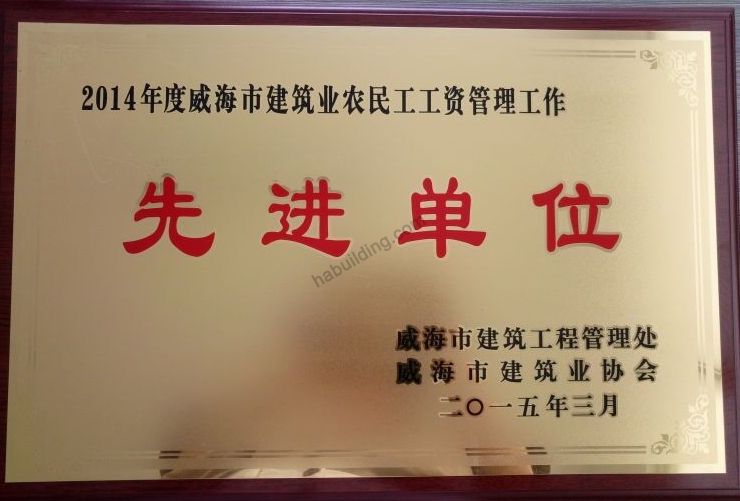 2014年度威海市建筑业农民工工资管理工作
先进单位
habuilding.com
威海市建筑工程管理处
威海市建筑业协会
二〇一五年三月